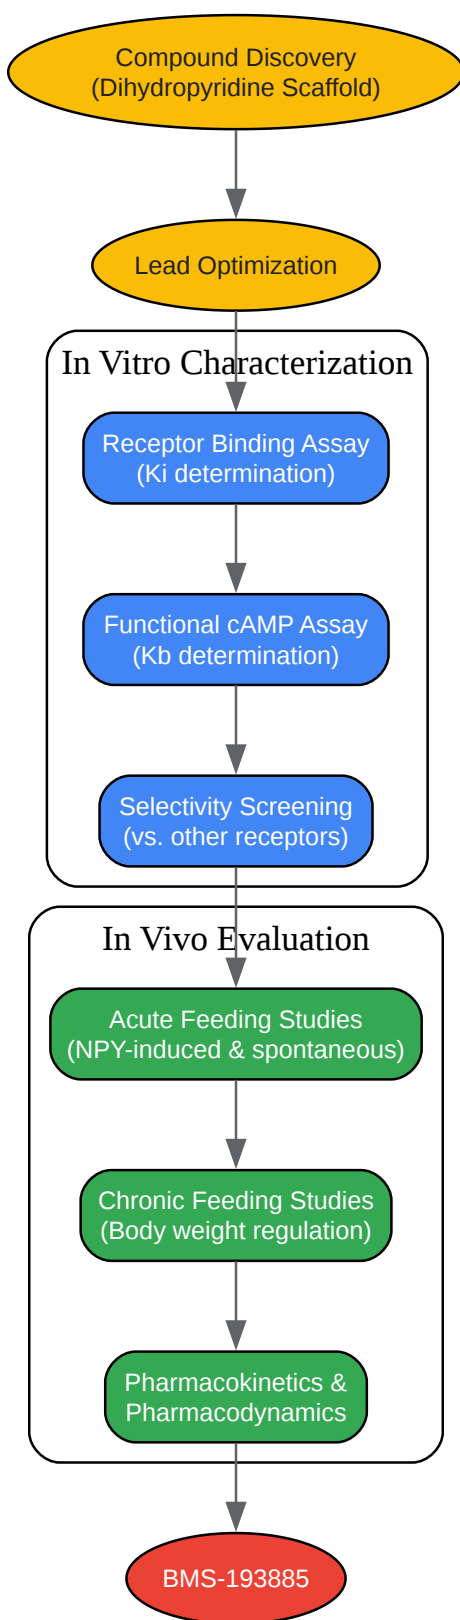 Compound Discovery
(Dihydropyridine Scaffold)
Lead Optimization
In Vitro Characterization
Receptor Binding Assay
(Ki determination)
Functional cAMP Assay
(Kb determination)
Selectivity Screening
(vs. other receptors)
In Vivo Evaluation
Acute Feeding Studies
(NPY-induced & spontaneous)
Chronic Feeding Studies
(Body weight regulation)
Pharmacokinetics &
Pharmacodynamics
BMS-193885